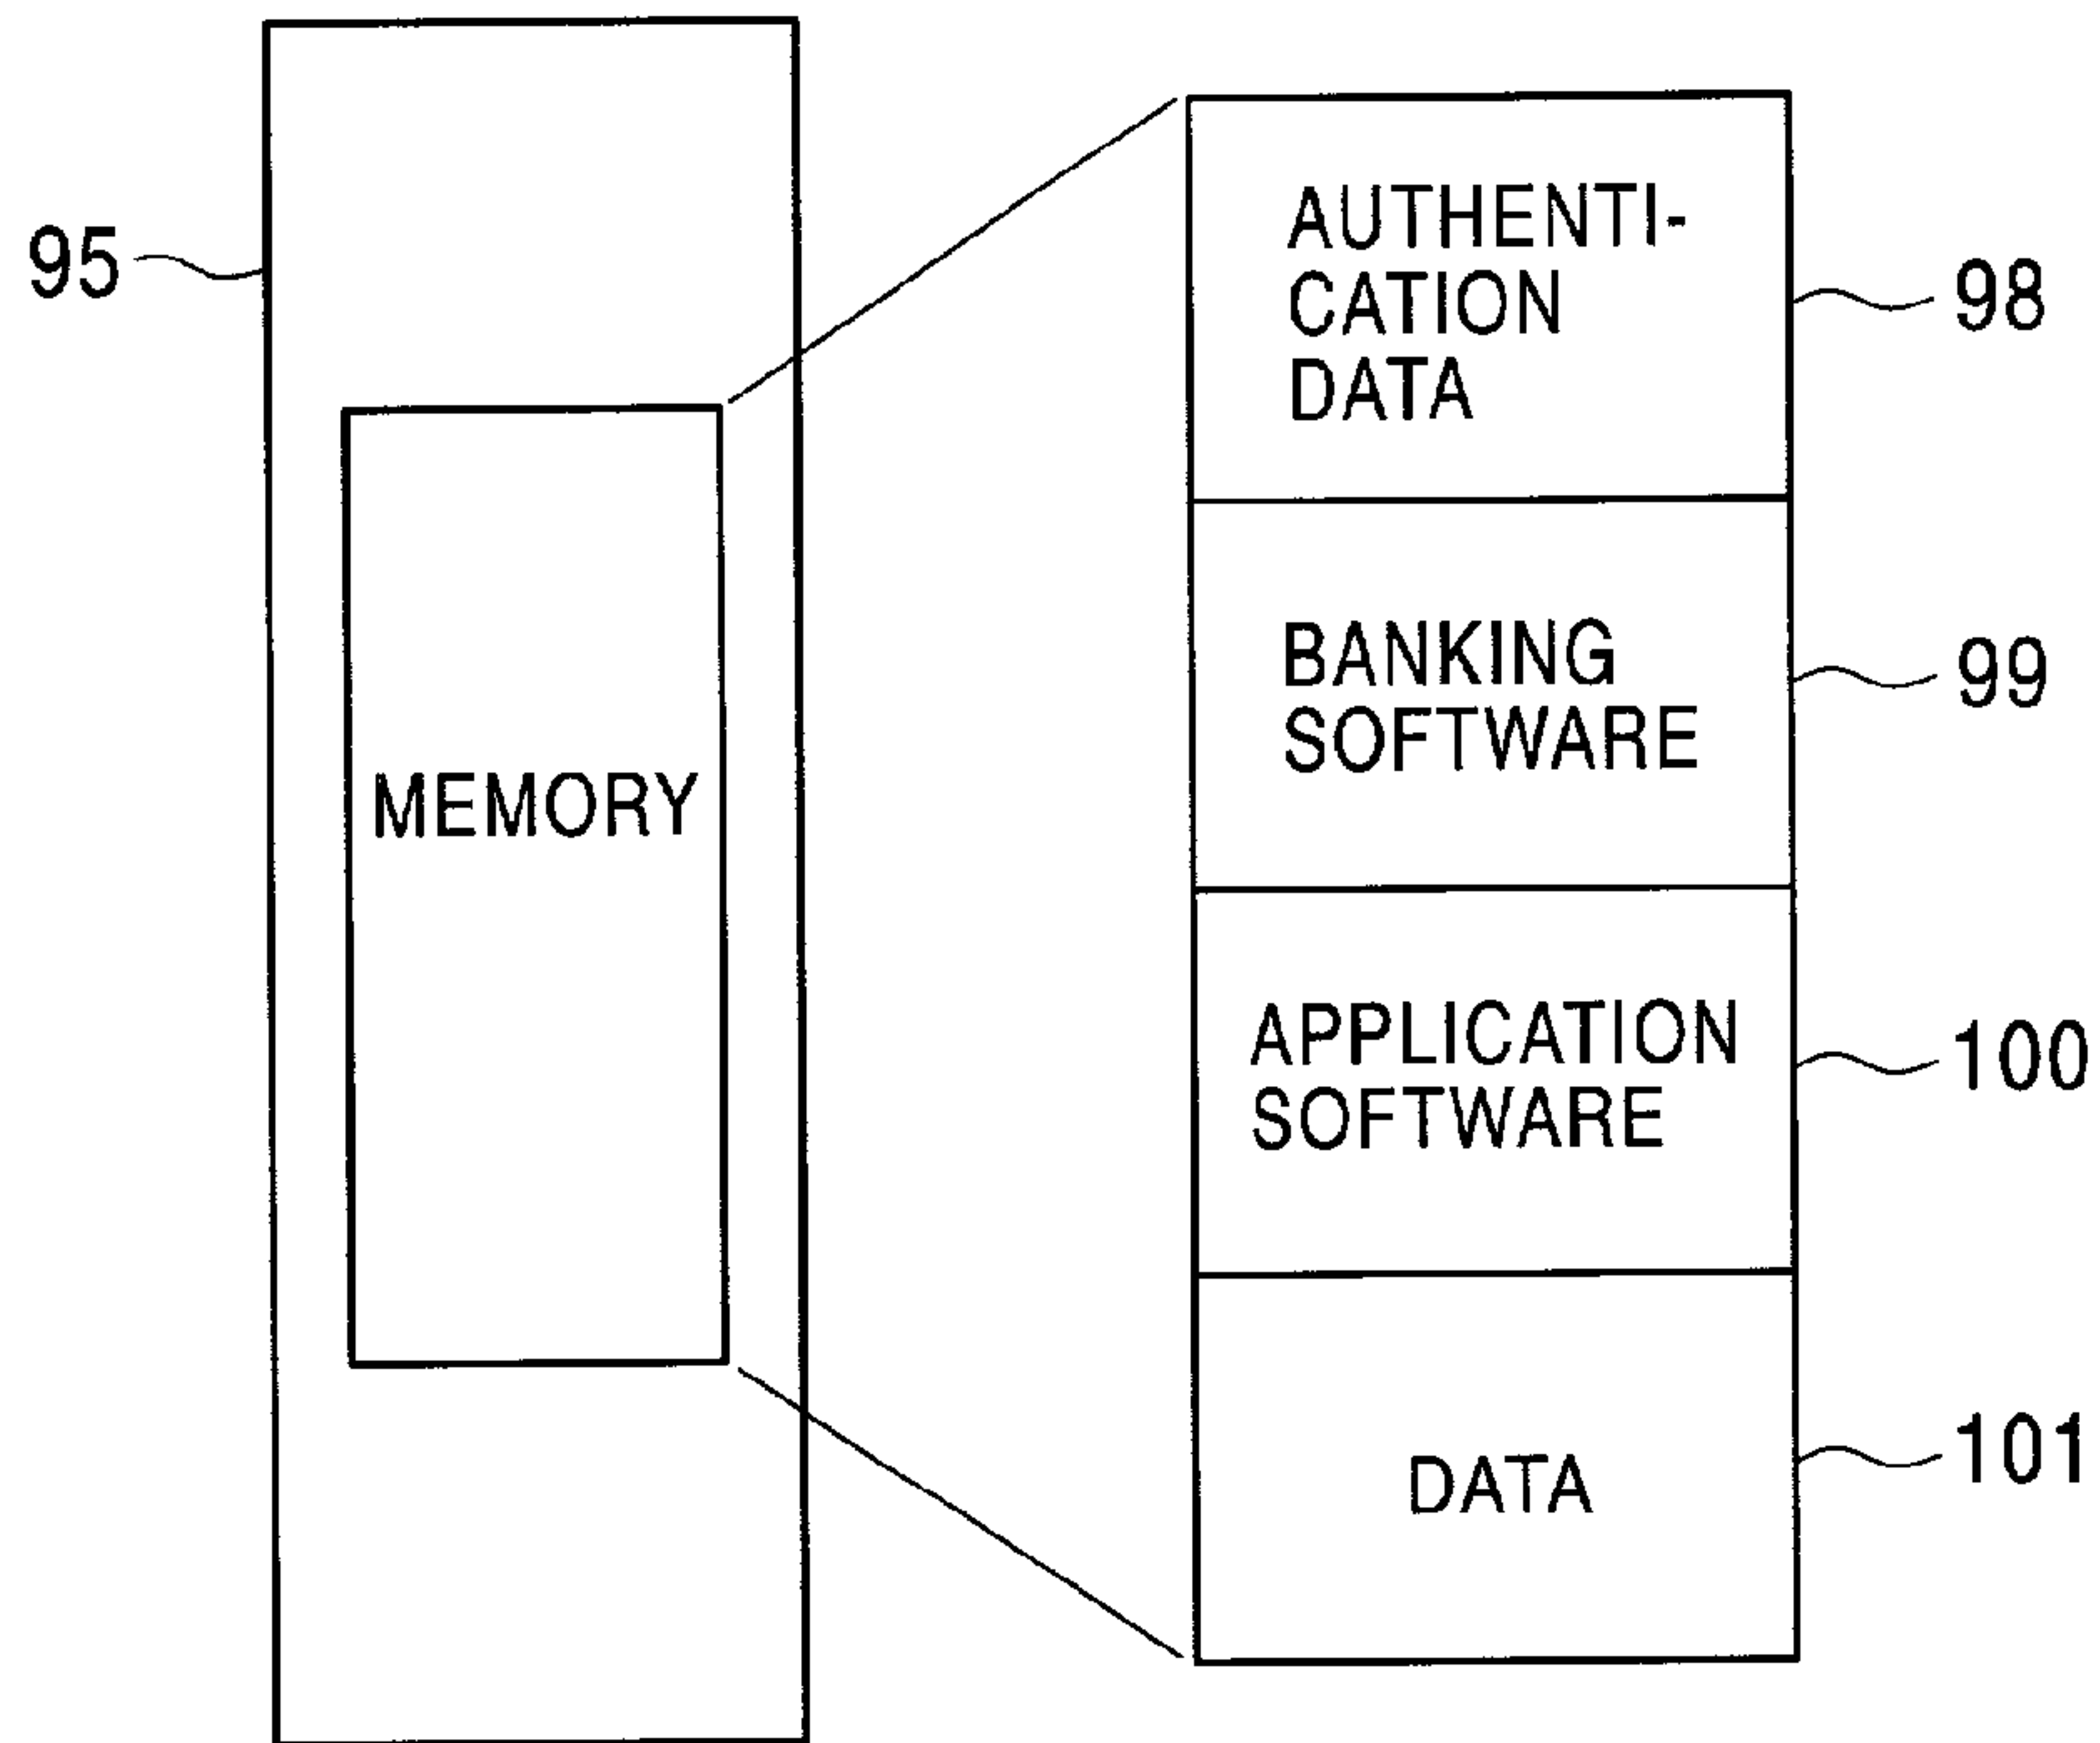 95
MEMORY
AUTHENTI-
CATION
DATA
98
BANKING
SOFTWARE
99
APPLICATION
SOFTWARE
100
DATA
101